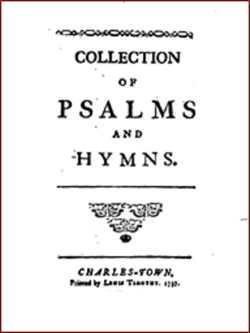 COLLECTION
OF
PSALMS
AND
HYMNS.
CHARLES-TOWN,
Printed by LEWIS TIMOTHY. 1737.